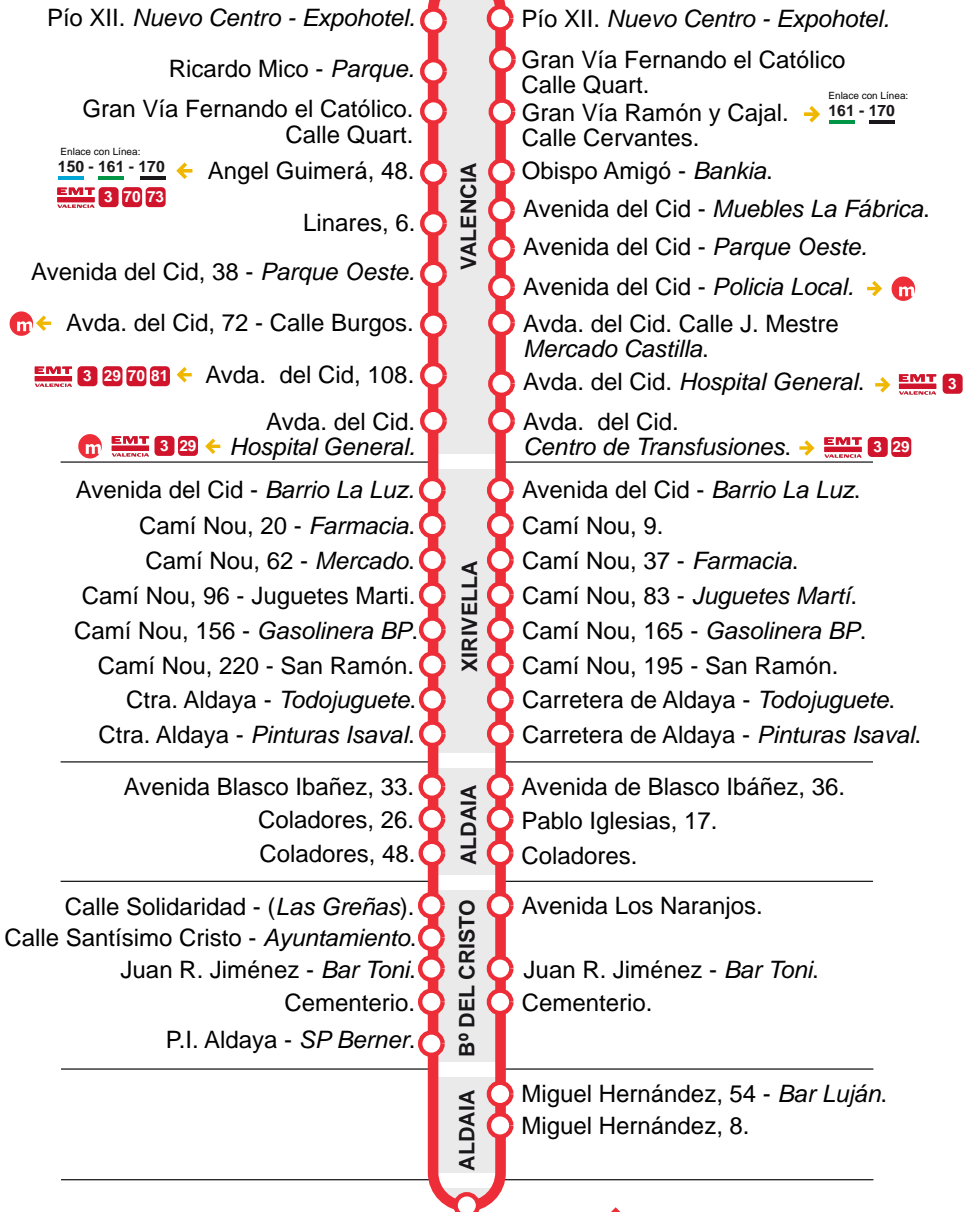 Pío XII. Nuevo Centro - Expohotel.
Ricardo Mico - Parque.
Gran Vía Fernando el Católico.
Calle Quart.
Enlace con Línea:
150 - 161 - 170
Angel Guimerá, 48.
EMT VALENCIA 3 70 73
Linares, 6.
Avenida del Cid, 38 - Parque Oeste.
m Avda. del Cid, 72 - Calle Burgos.
EMT VALENCIA 3 29 70 81 Avda. del Cid, 108.
Avda. del Cid.
m EMT VALENCIA 3 29 Hospital General.
Avenida del Cid - Barrio La Luz.
Camí Nou, 20 - Farmacia.
Camí Nou, 62 - Mercado.
Camí Nou, 96 - Juguetes Marti.
Camí Nou, 156 - Gasolinera BP.
Camí Nou, 220 - San Ramón.
Ctra. Aldaya - Todojuguete.
Ctra. Aldaya - Pinturas Isaval.
Avenida Blasco Ibañez, 33.
Coladores, 26.
Coladores, 48.
Calle Solidaridad - (Las Greñas).
Calle Santísimo Cristo - Ayuntamiento.
Juan R. Jiménez - Bar Toni.
Cementerio.
P.I. Aldaya - SP Berner.
VALENCIA
XIRIVELLA
ALDAIA
Bº DEL CRISTO
ALDAIA
Pío XII. Nuevo Centro - Expohotel.
Gran Vía Fernando el Católico
Calle Quart.
Gran Vía Ramón y Cajal.
Enlace con Línea:
161 - 170
Calle Cervantes.
Obispo Amigó - Bankia.
Avenida del Cid - Muebles La Fábrica.
Avenida del Cid - Parque Oeste.
Avenida del Cid - Policia Local. m
Avda. del Cid. Calle J. Mestre
Mercado Castilla.
Avda. del Cid. Hospital General. EMT VALENCIA 3
Avda. del Cid.
Centro de Transfusiones. EMT VALENCIA 3 29
Avenida del Cid - Barrio La Luz.
Camí Nou, 9.
Camí Nou, 37 - Farmacia.
Camí Nou, 83 - Juguetes Martí.
Camí Nou, 165 - Gasolinera BP.
Camí Nou, 195 - San Ramón.
Carretera de Aldaya - Todojuguete.
Carretera de Aldaya - Pinturas Isaval.
Avenida de Blasco Ibáñez, 36.
Pablo Iglesias, 17.
Coladores.
Avenida Los Naranjos.
Juan R. Jiménez - Bar Toni.
Cementerio.
Miguel Hernández, 54 - Bar Luján.
Miguel Hernández, 8.